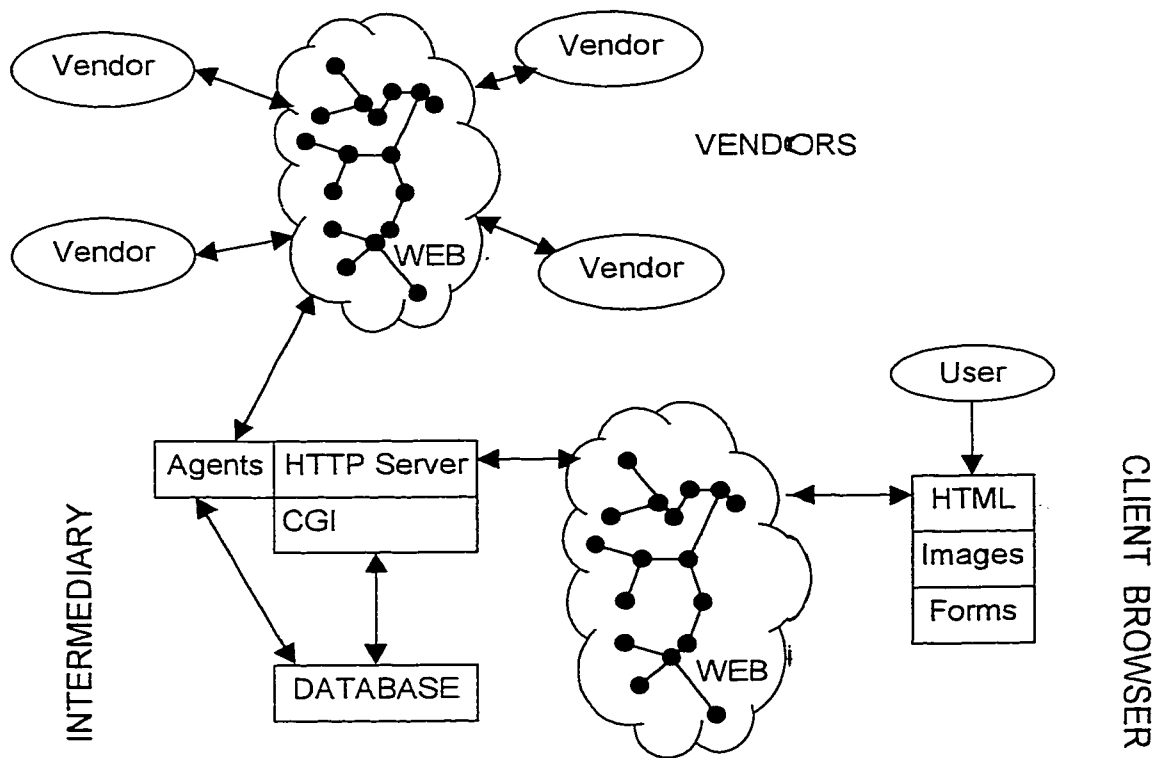 Vendor
Vendor
VENDORS
Vendor
WEB
Vendor
User
Agents
HTTP Server
HTML
CGI
Images
Forms
WEB
DATABASE
INTERMEDIARY
CLIENT BROWSER